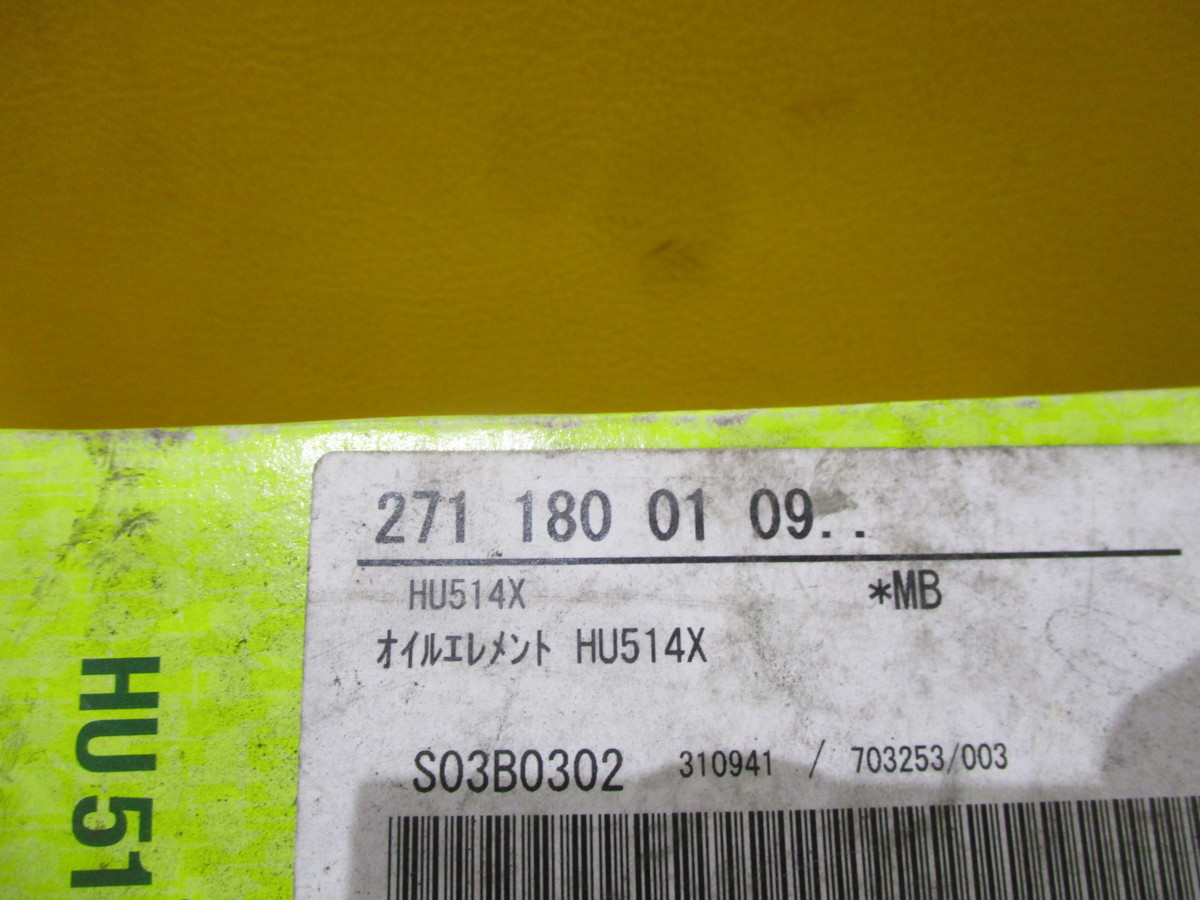 271 180 01 09..
HU514X *MB
ｵｲﾙｴﾚﾒﾝﾄ HU514X
S03B0302 310941 / 703253/003
HU 51